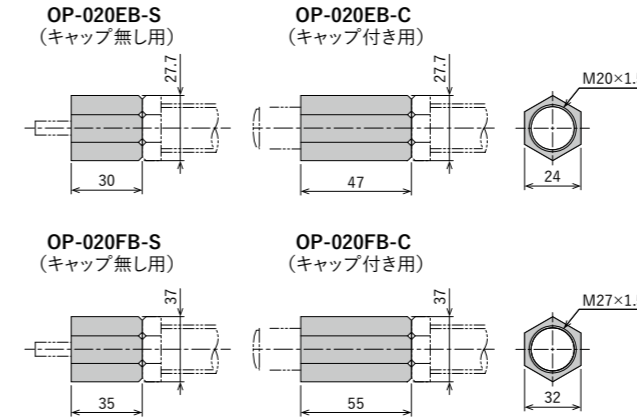 OP-020EB-S
（キャップ無し用）
OP-020EB-C
（キャップ付き用）
27.7
27.7
M20×1.5
30
47
24
OP-020FB-S
（キャップ無し用）
OP-020FB-C
（キャップ付き用）
37
37
M27×1.5
35
55
32